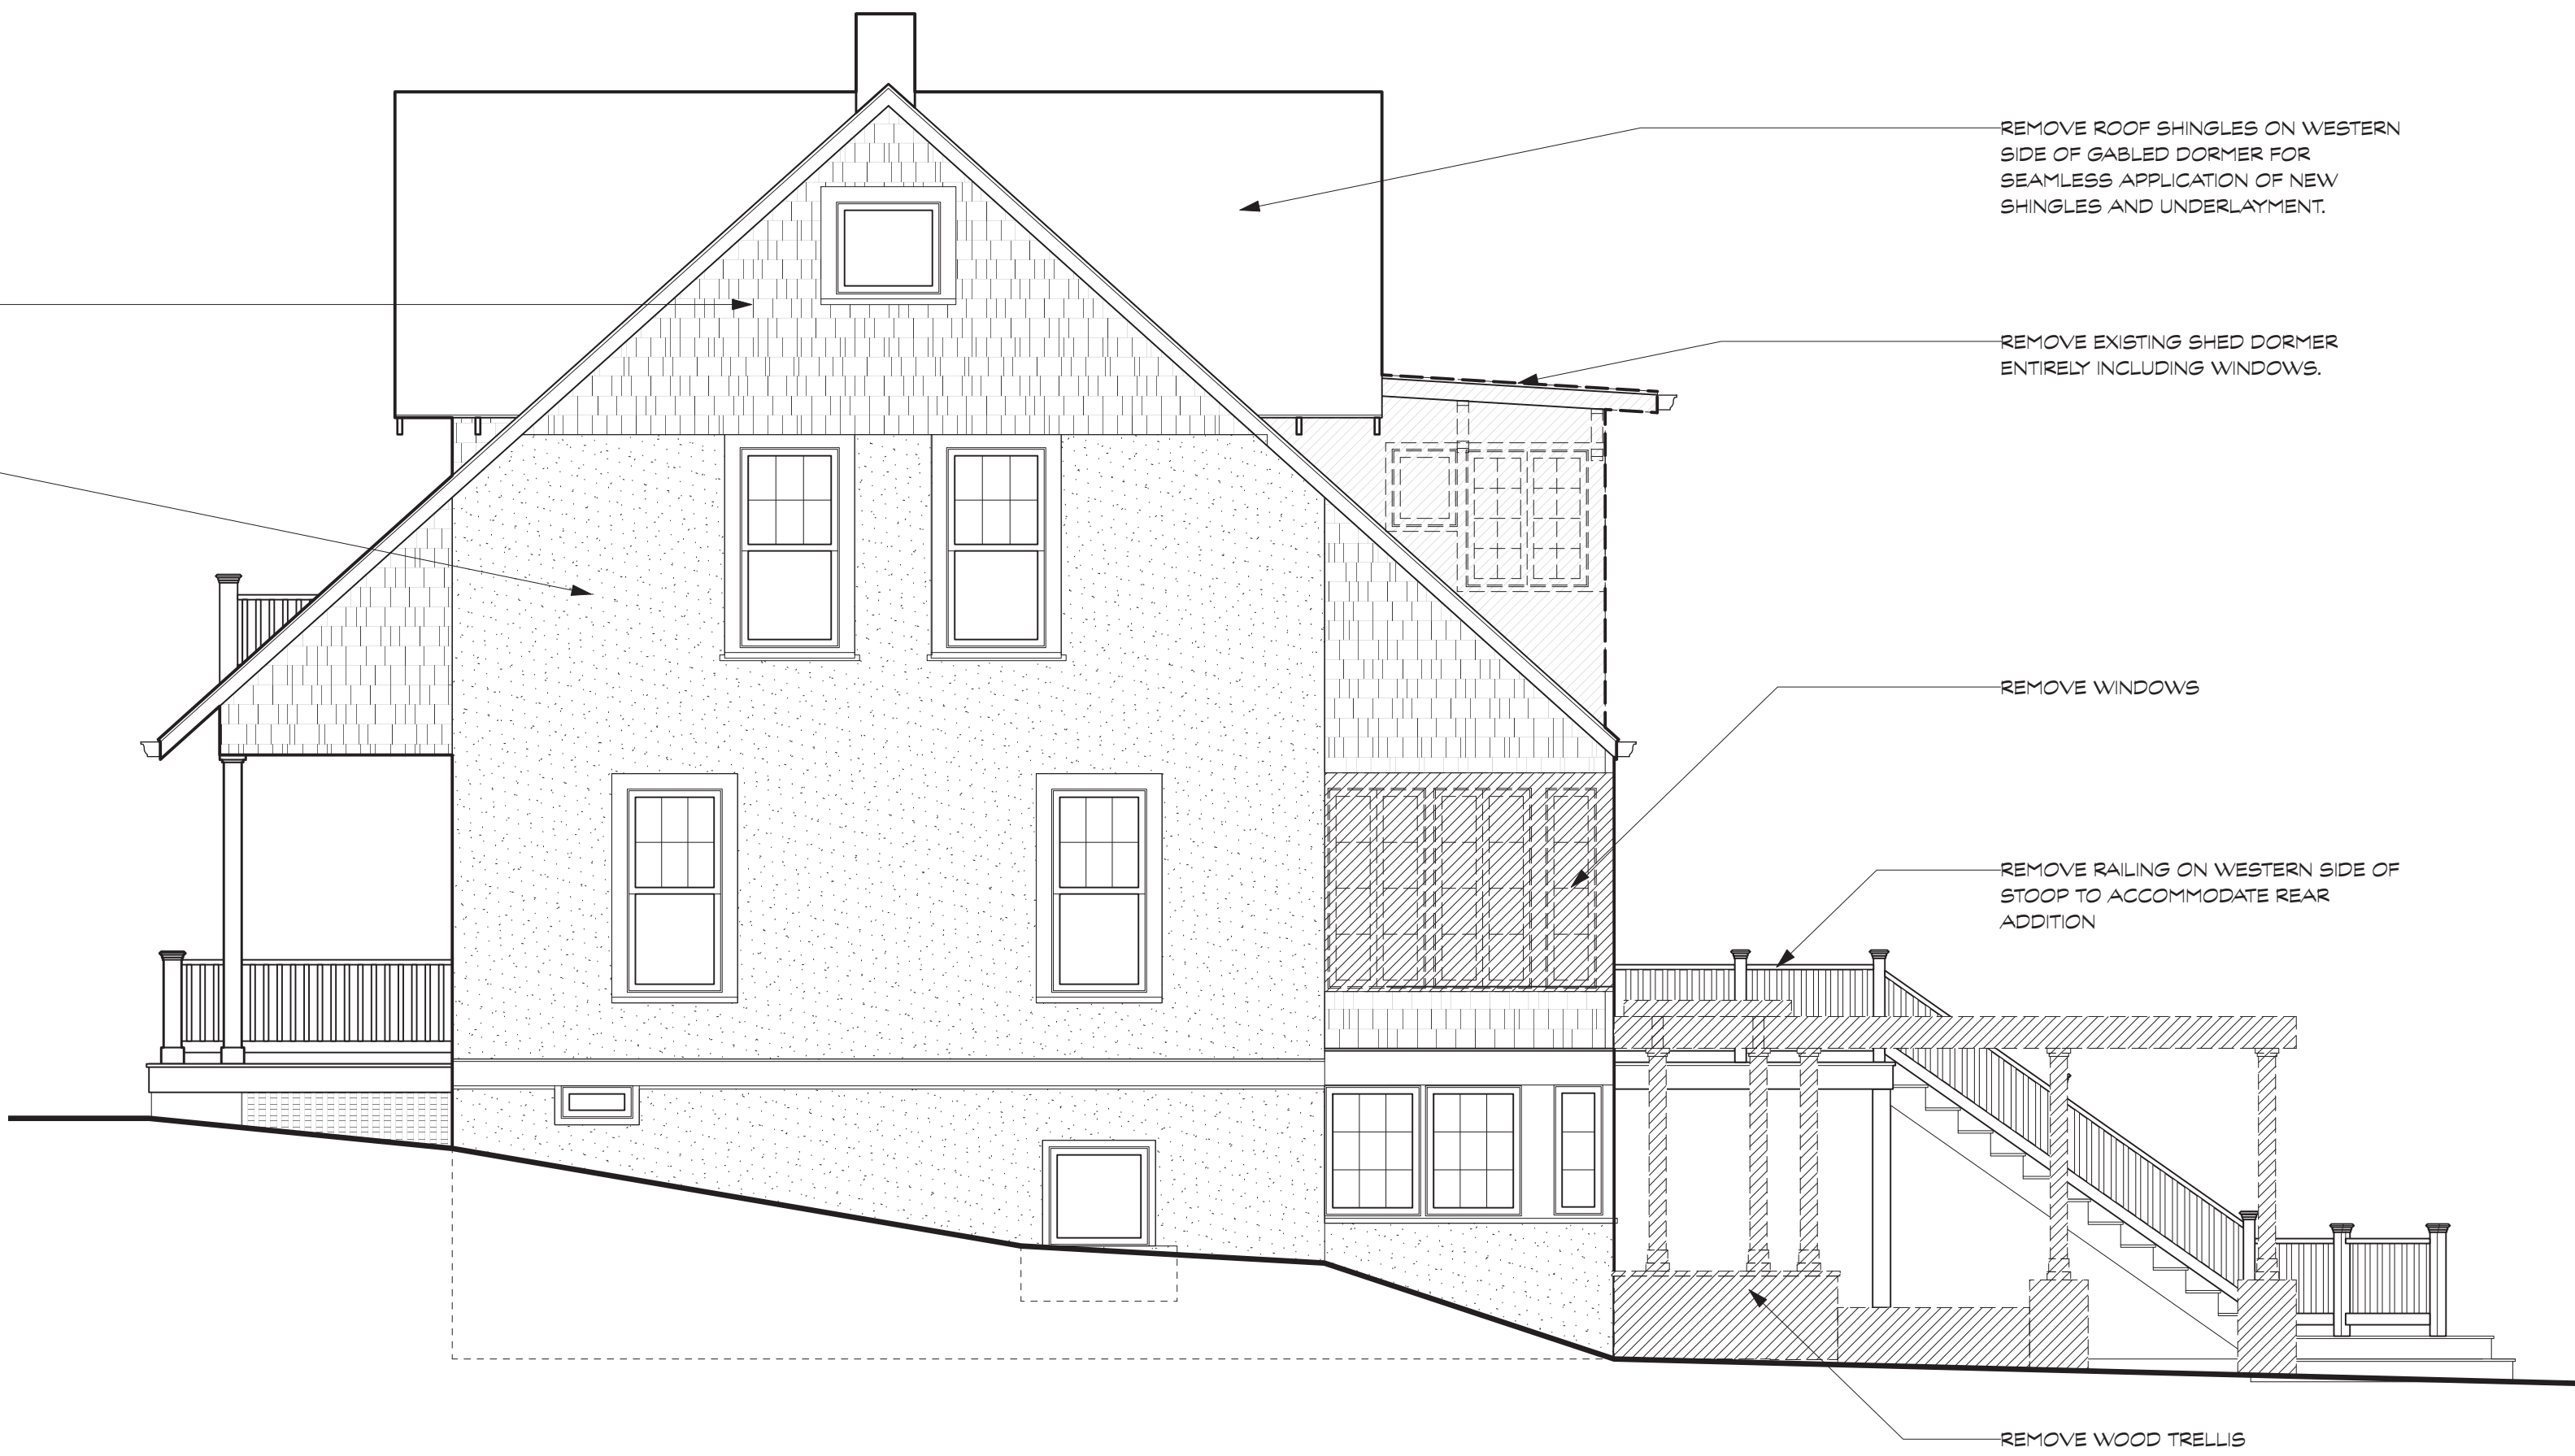 REMOVE ROOF SHINGLES ON WESTERN
SIDE OF GABLED DORMER FOR
SEAMLESS APPLICATION OF NEW
SHINGLES AND UNDERLAYMENT.
REMOVE EXISTING SHED DORMER
ENTIRELY INCLUDING WINDOWS.
REMOVE WINDOWS
REMOVE RAILING ON WESTERN SIDE OF
STOOP TO ACCOMMODATE REAR
ADDITION
REMOVE WOOD TRELLIS